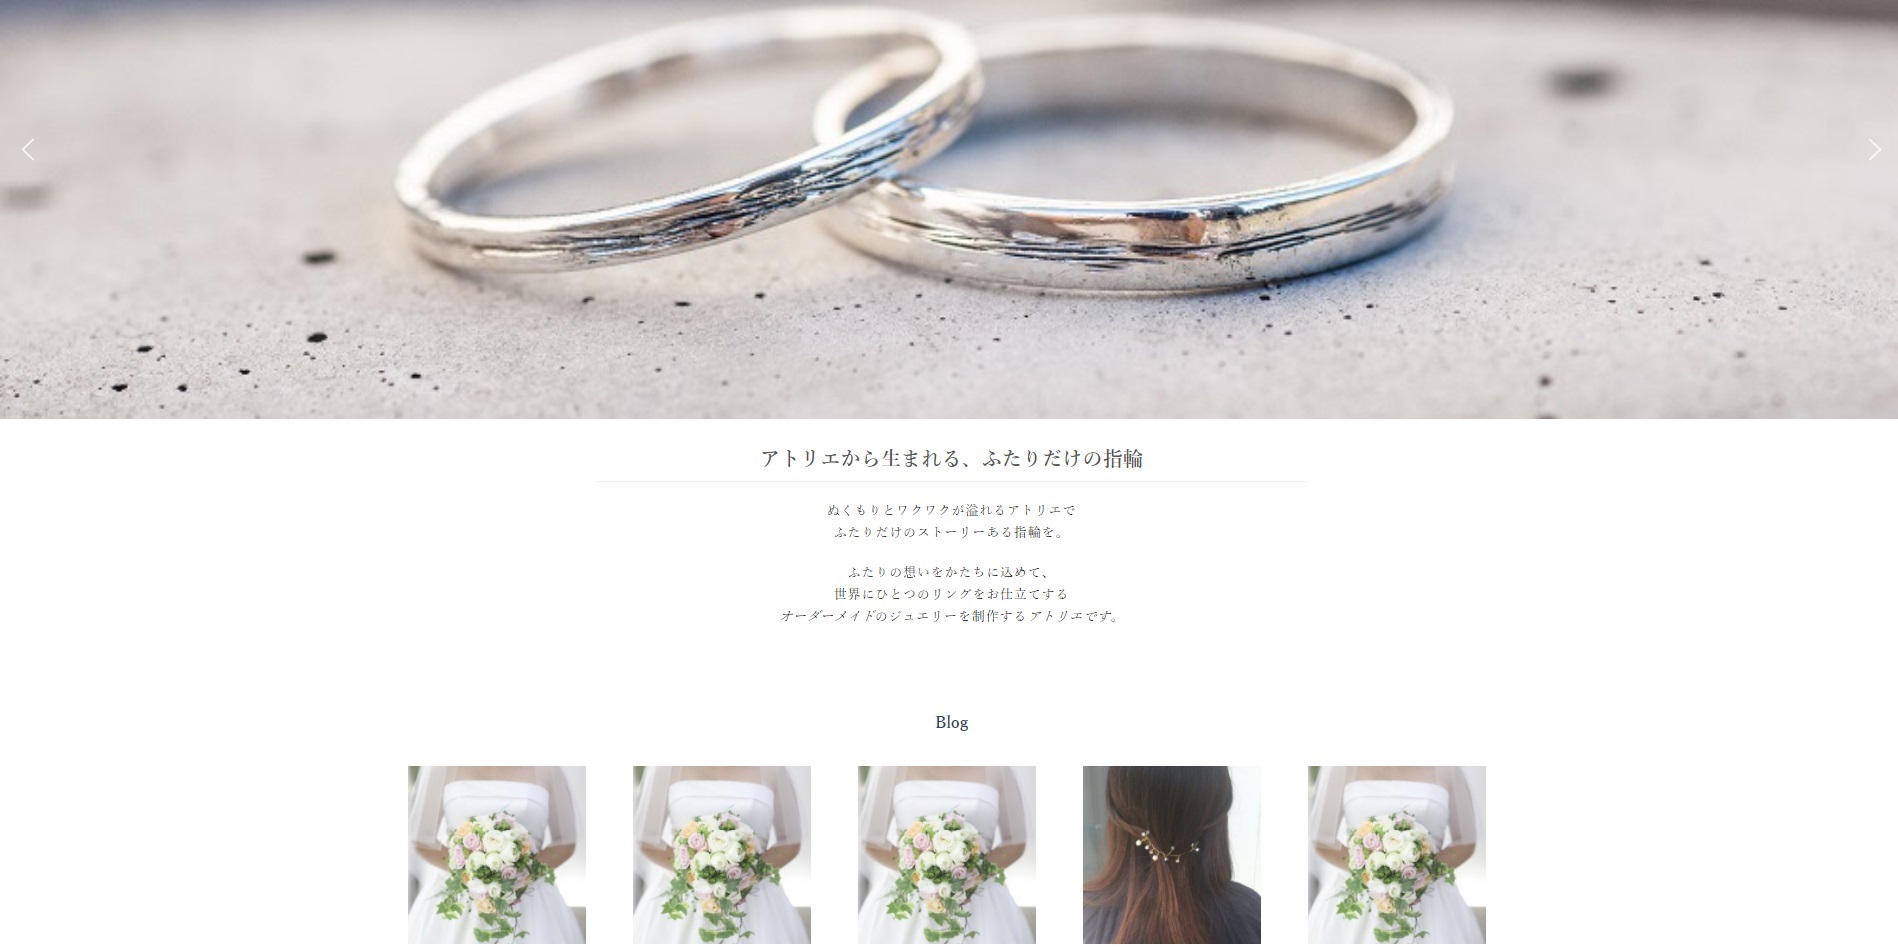 アトリエから生まれる、ふたりだけの指輪
ぬくもりとワクワクが溢れるアトリエで
ふたりだけのストーリーある指輪を。
ふたりの想いをかたちに込めて、
世界にひとつのリングをお仕立てする
オーダーメイドのジュエリーを制作するアトリエです。
Blog